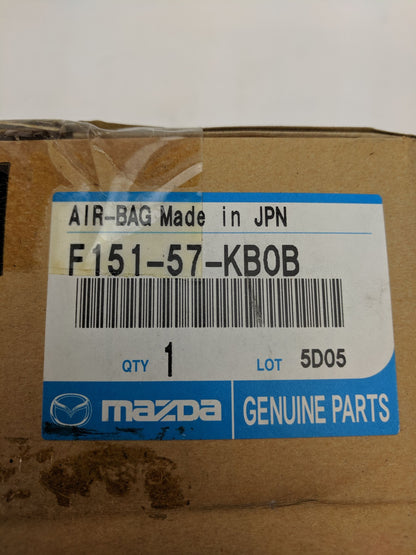 AIR-BAG Made in JPN
F151-57-KB0B
QTY 1 LOT 5D05
mazda GENUINE PARTS